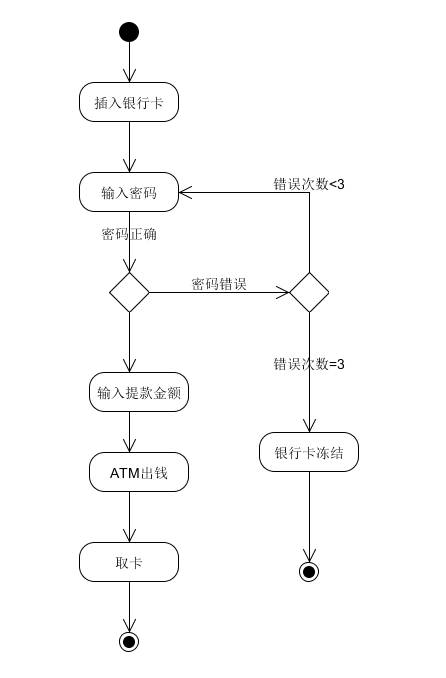 插入银行卡
错误次数<3
输入密码
密码正确
密码错误
错误次数=3
输入提款金额
银行卡冻结
ATM出钱
取卡